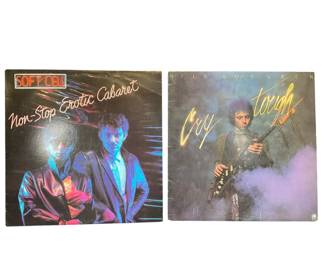 SOFT CELL
Non-Stop Erotic Cabaret
Cry
tough